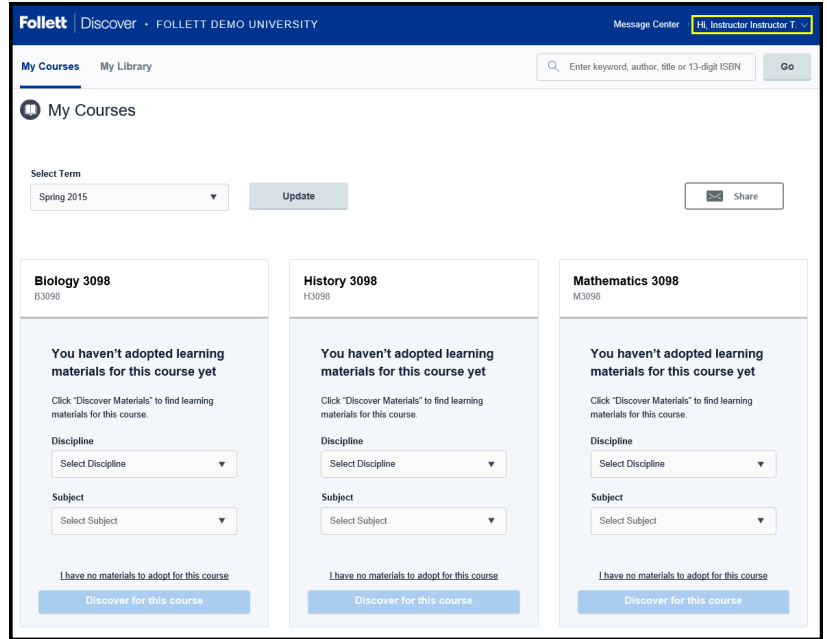 Follett Discover · FOLLETT DEMO UNIVERSITY
Message Center
Hi, Instructor Instructor T.
My Courses
My Library
Enter keyword, author, title or 13-digit ISBN
Go
My Courses
Select Term
Spring 2015
Update
Share
Biology 3098
B3098
You haven't adopted learning
materials for this course yet
Click “Discover Materials” to find learning
materials for this course.
Discipline
Select Discipline
Subject
Select Subject
I have no materials to adopt for this course
Discover for this course
History 3098
H3098
You haven't adopted learning
materials for this course yet
Click “Discover Materials” to find learning
materials for this course.
Discipline
Select Discipline
Subject
Select Subject
I have no materials to adopt for this course
Discover for this course
Mathematics 3098
M3098
You haven't adopted learning
materials for this course yet
Click “Discover Materials” to find learning
materials for this course.
Discipline
Select Discipline
Subject
Select Subject
I have no materials to adopt for this course
Discover for this course